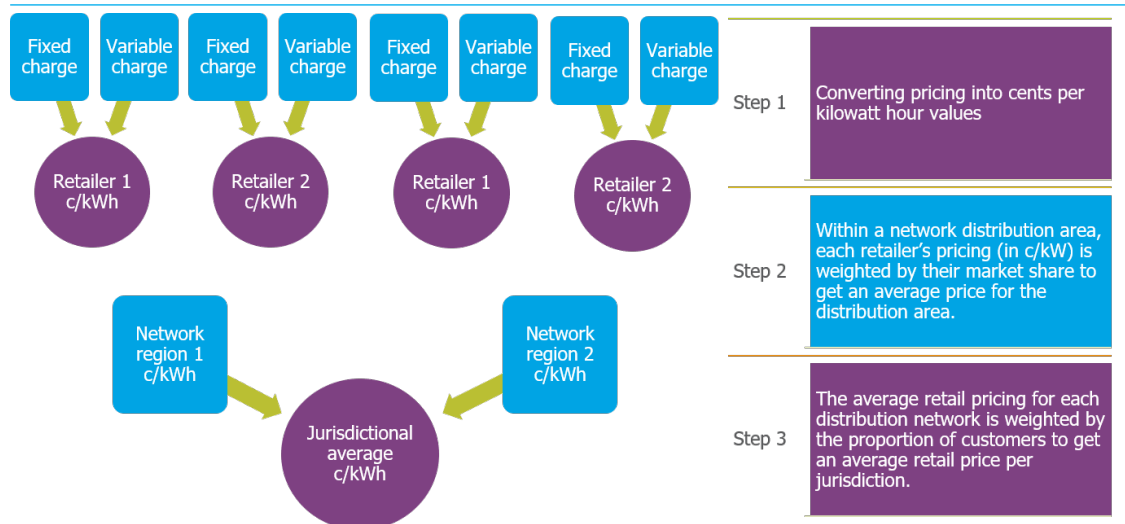 Fixed
charge
Variable
charge
Fixed
charge
Variable
charge
Fixed
charge
Variable
charge
Fixed
charge
Variable
charge
Retailer 1
c/kWh
Retailer 2
c/kWh
Retailer 1
c/kWh
Retailer 2
c/kWh
Network
region 1
c/kWh
Network
region 2
c/kWh
Jurisdictional
average
c/kWh
Step 1
Converting pricing into cents per
kilowatt hour values
Step 2
Within a network distribution area,
each retailer's pricing (in c/kW) is
weighted by their market share to
get an average price for the
distribution area.
Step 3
The average retail pricing for each
distribution network is weighted by
the proportion of customers to get
an average retail price per
jurisdiction.